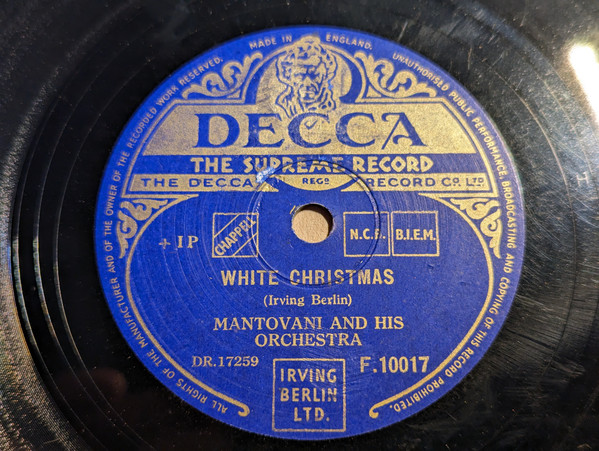 ALL RIGHTS OF THE MANUFACTURER AND OF THE OWNER OF THE RECORDED WORK RESERVED.
MADE IN ENGLAND.
UNAUTHORISED PUBLIC PERFORMANCE, BROADCASTING AND COPYING OF THIS RECORD PROHIBITED.
DECCA
THE SUPREME RECORD
THE DECCA REGD RECORD CO. LTD.
+ 1P CHAPPELL N.C.B. B.I.E.M.
WHITE CHRISTMAS
(Irving Berlin)
MANTOVANI AND HIS
ORCHESTRA
DR.17259 F.10017
IRVING
BERLIN
LTD.